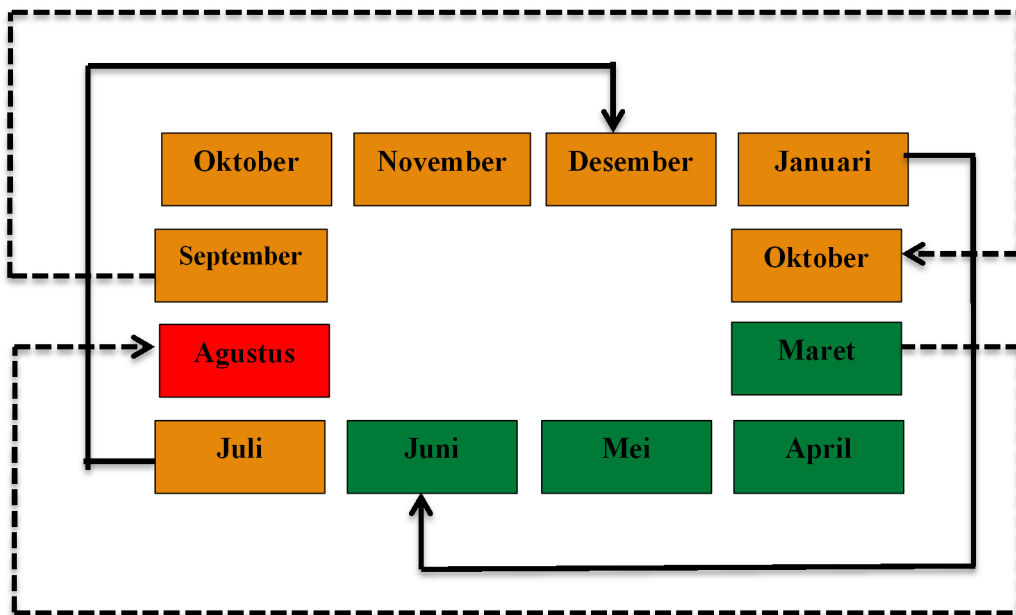 Oktober
November
Desember
Januari
September
Oktober
Agustus
Maret
Juli
Juni
Mei
April